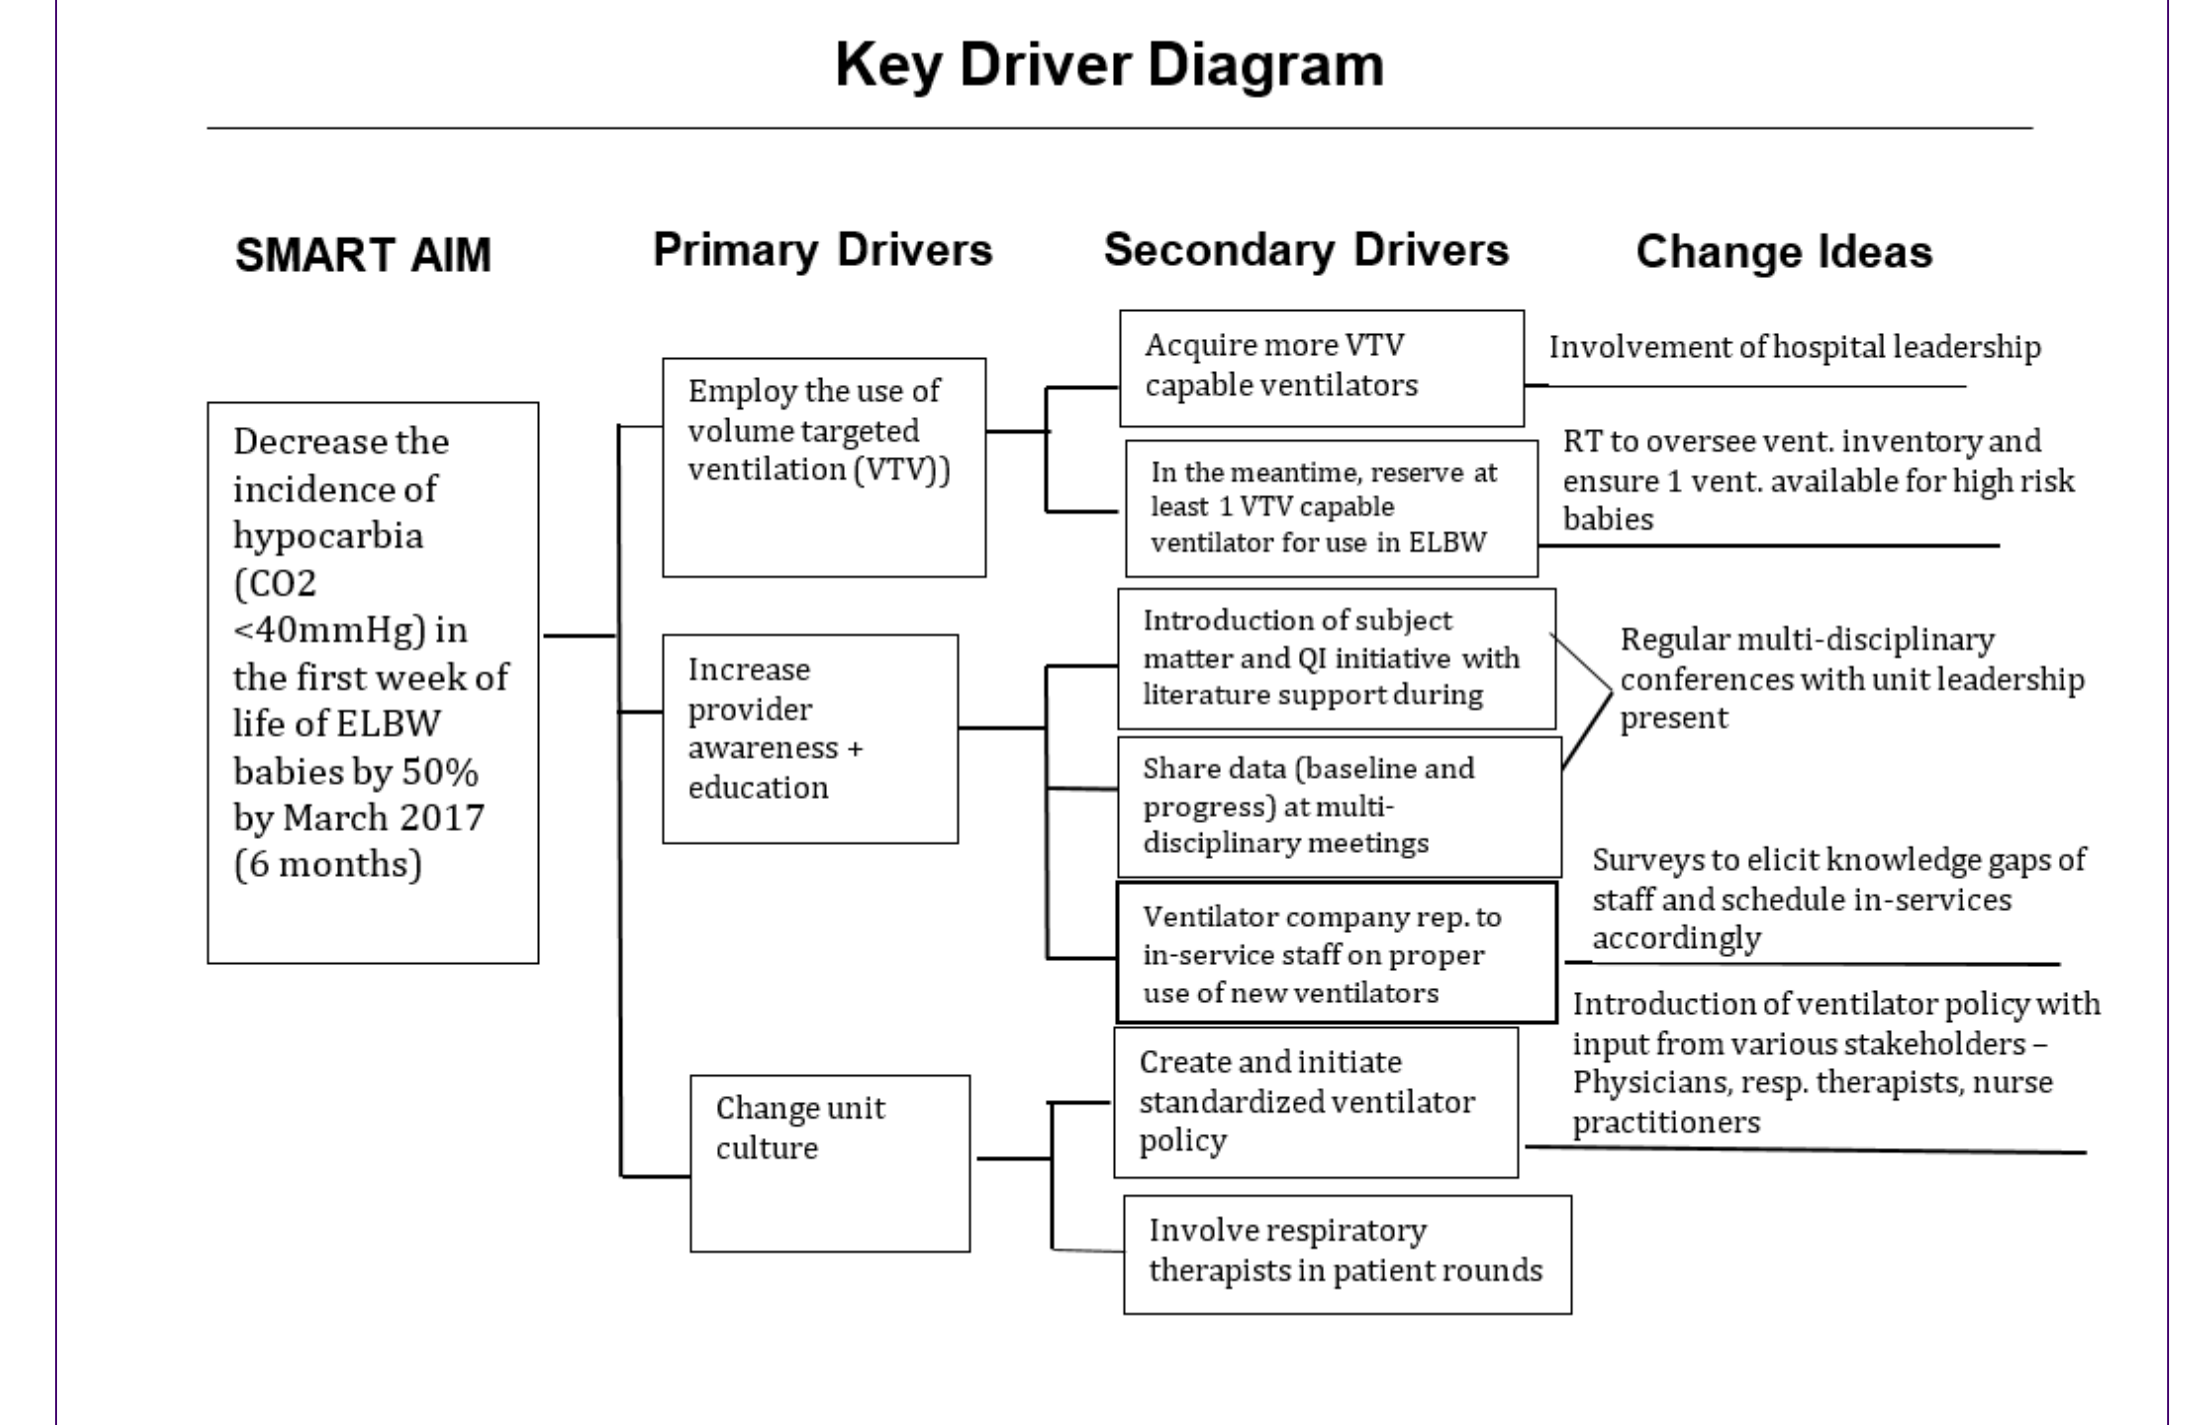 Key Driver Diagram
SMART AIM
Primary Drivers
Secondary Drivers
Change Ideas
Decrease the
incidence of
hypocarbia
(CO2
<40mmHg) in
the first week of
life of ELBW
babies by 50%
by March 2017
(6 months)
Employ the use of
volume targeted
ventilation (VTV))
Increase
provider
awareness +
education
Change unit
culture
Acquire more VTV
capable ventilators
In the meantime, reserve at
least 1 VTV capable
ventilator for use in ELBW
Introduction of subject
matter and QI initiative with
literature support during
Share data (baseline and
progress) at multi-
disciplinary meetings
Ventilator company rep. to
in-service staff on proper
use of new ventilators
Create and initiate
standardized ventilator
policy
Involve respiratory
therapists in patient rounds
Involvement of hospital leadership
RT to oversee vent. inventory and
ensure 1 vent. available for high risk
babies
Regular multi-disciplinary
conferences with unit leadership
present
Surveys to elicit knowledge gaps of
staff and schedule in-services
accordingly
Introduction of ventilator policy with
input from various stakeholders –
Physicians, resp. therapists, nurse
practitioners